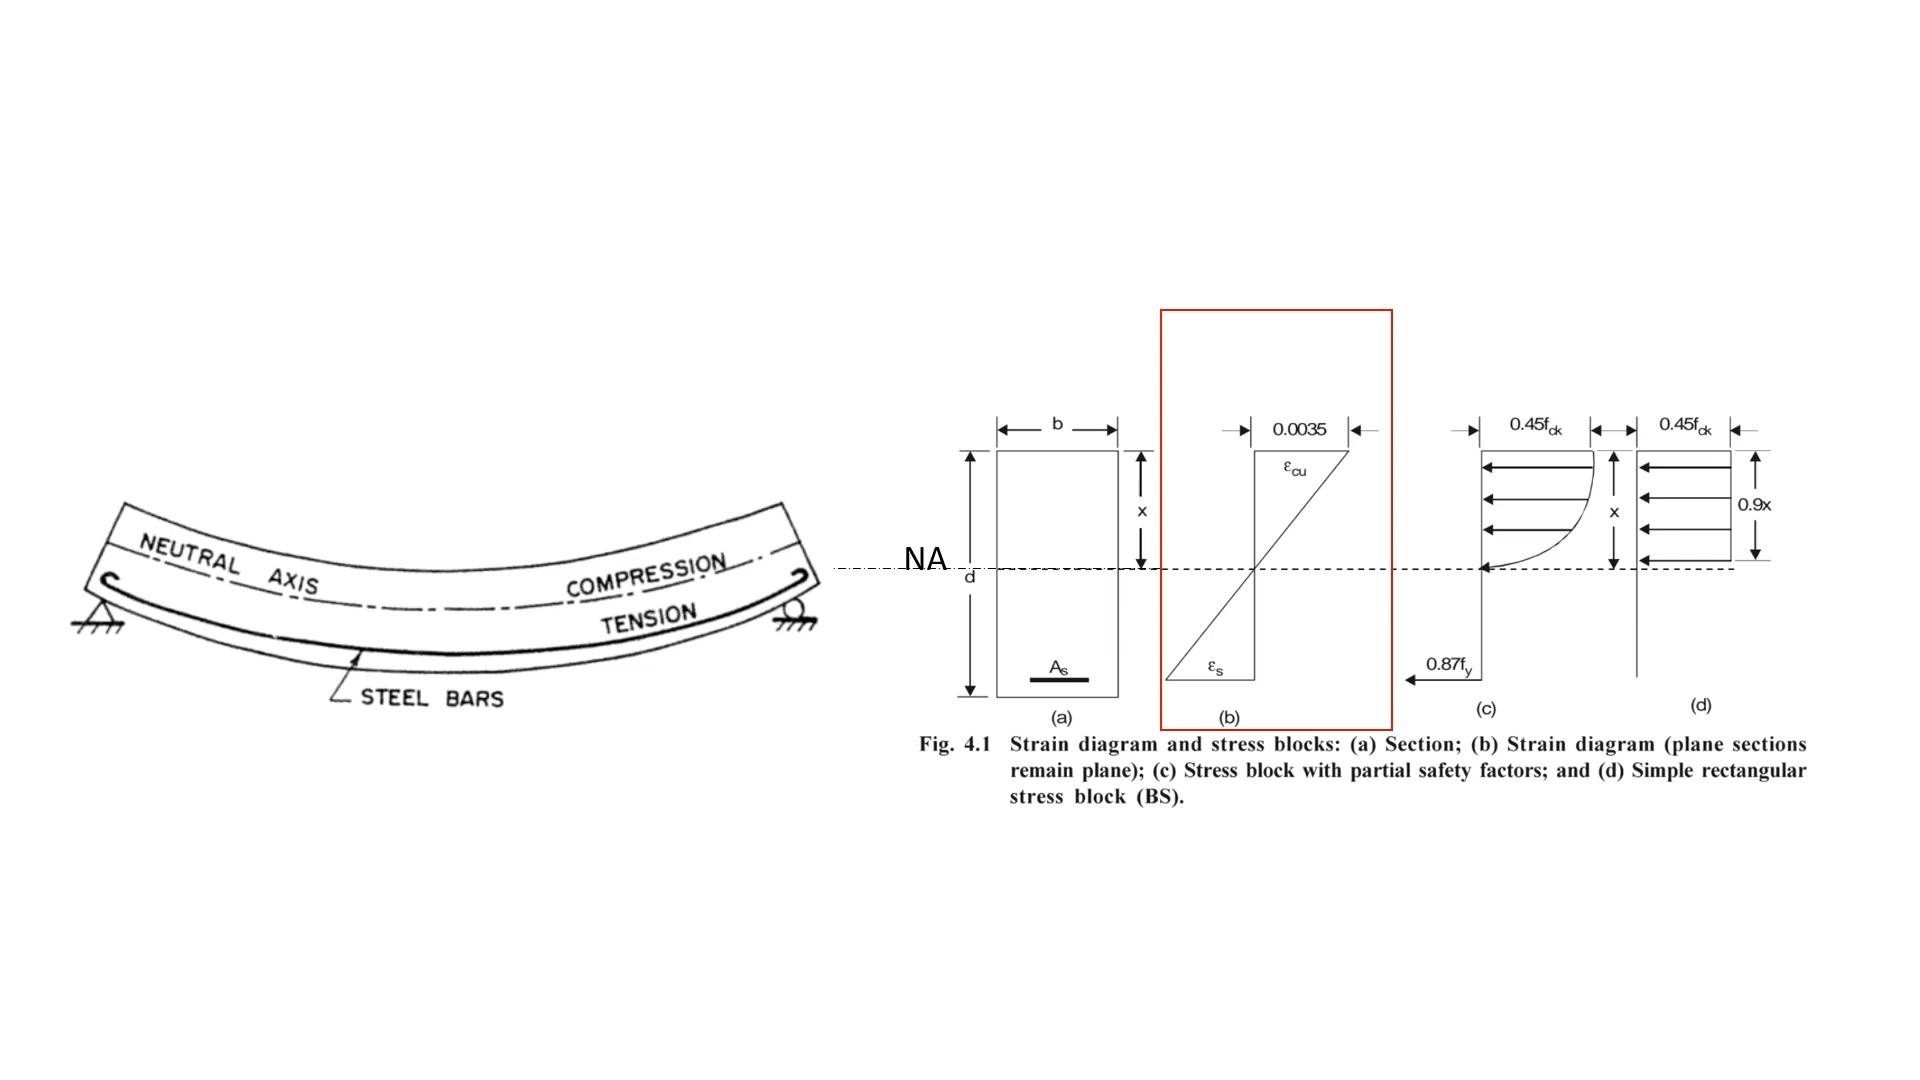 NEUTRAL AXIS
COMPRESSION
TENSION
STEEL BARS
NA
b
d
x
As
(a)
0.0035
εcu
εs
(b)
0.45fck
x
0.87fy
(c)
0.45fck
0.9x
(d)
Fig. 4.1 Strain diagram and stress blocks: (a) Section; (b) Strain diagram (plane sections
remain plane); (c) Stress block with partial safety factors; and (d) Simple rectangular
stress block (BS).